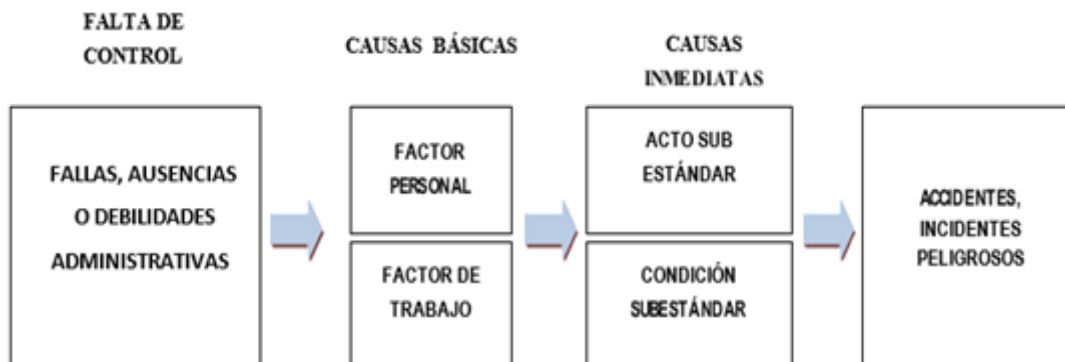 FALTA DE
CONTROL
CAUSAS BÁSICAS
CAUSAS
INMEDIATAS
FALLAS, AUSENCIAS
O DEBILIDADES
ADMINISTRATIVAS
FACTOR
PERSONAL
FACTOR DE
TRABAJO
ACTO SUB
ESTÁNDAR
CONDICIÓN
SUBESTÁNDAR
ACCIDENTES,
INCIDENTES
PELIGROSOS